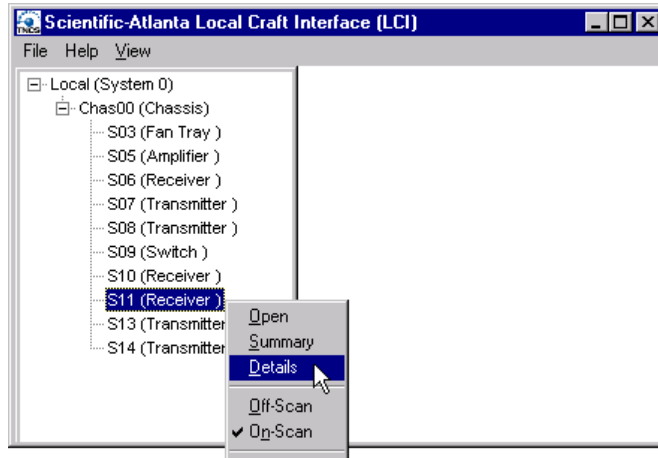 Scientific-Atlanta Local Craft Interface (LCI)
File Help View
Local (System 0)
Chas00 (Chassis)
S03 (Fan Tray )
S05 (Amplifier )
S06 (Receiver )
S07 (Transmitter )
S08 (Transmitter )
S09 (Switch )
S10 (Receiver )
S11 (Receiver )
S13 (Transmitter
S14 (Transmitter
Open
Summary
Details
Off-Scan
On-Scan